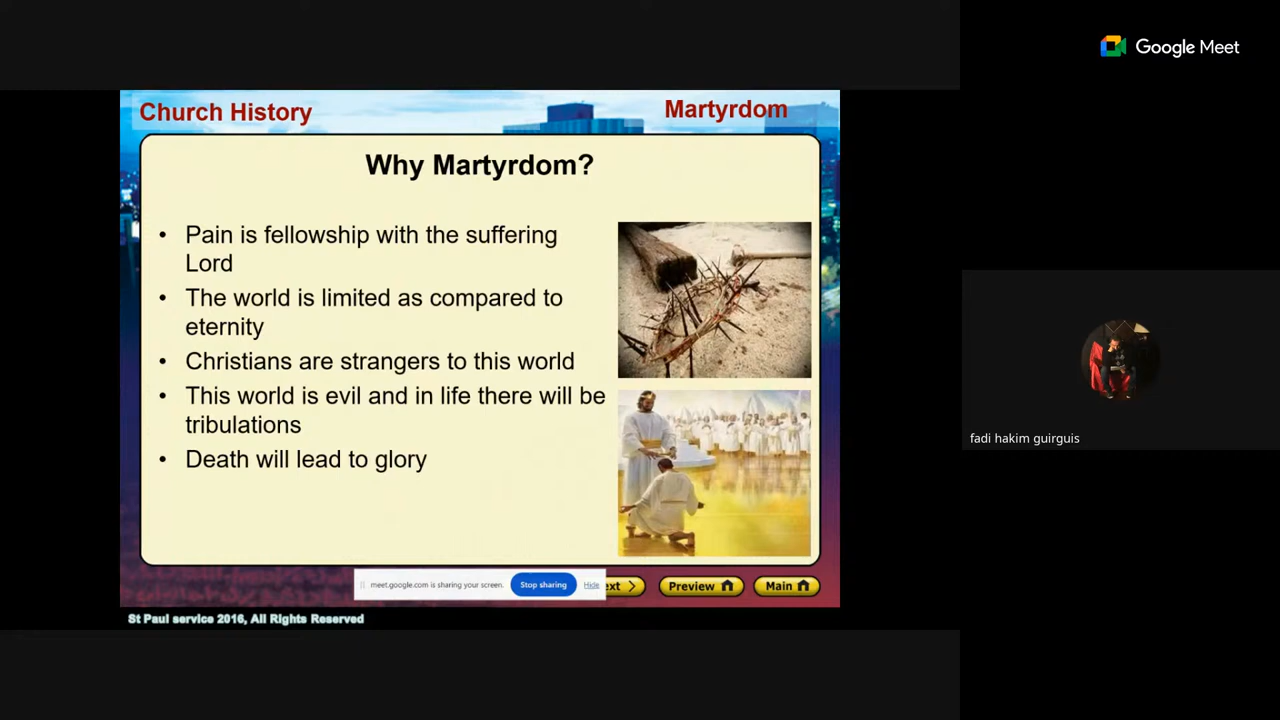 Google Meet
Church History
Martyrdom
Why Martyrdom?
• Pain is fellowship with the suffering
Lord
• The world is limited as compared to
eternity
• Christians are strangers to this world
• This world is evil and in life there will be
tribulations
• Death will lead to glory
fadi hakim guirguis
meet.google.com is sharing your screen.
Stop sharing
Hide
ext
Preview
Main
St Paul service 2016, All Rights Reserved